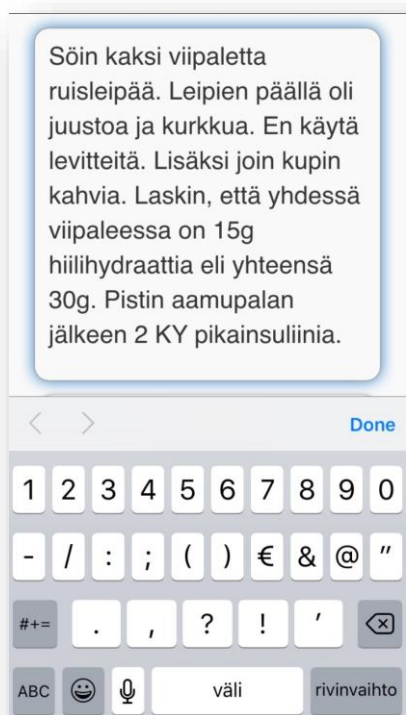 Söin kaksi viipaletta
ruisleipää. Leipien päällä oli
juustoa ja kurkkua. En käytä
levitteitä. Lisäksi join kupin
kahvia. Laskin, että yhdessä
viipaleessa on 15g
hiilihydraattia eli yhteensä
30g. Pistin aamupalan
jälkeen 2 KY pikainsuliinia.
Done
1 2 3 4 5 6 7 8 9 0
- / : ; ( ) € & @ "
#+= . , ? ! '
ABC väli rivinvaihto